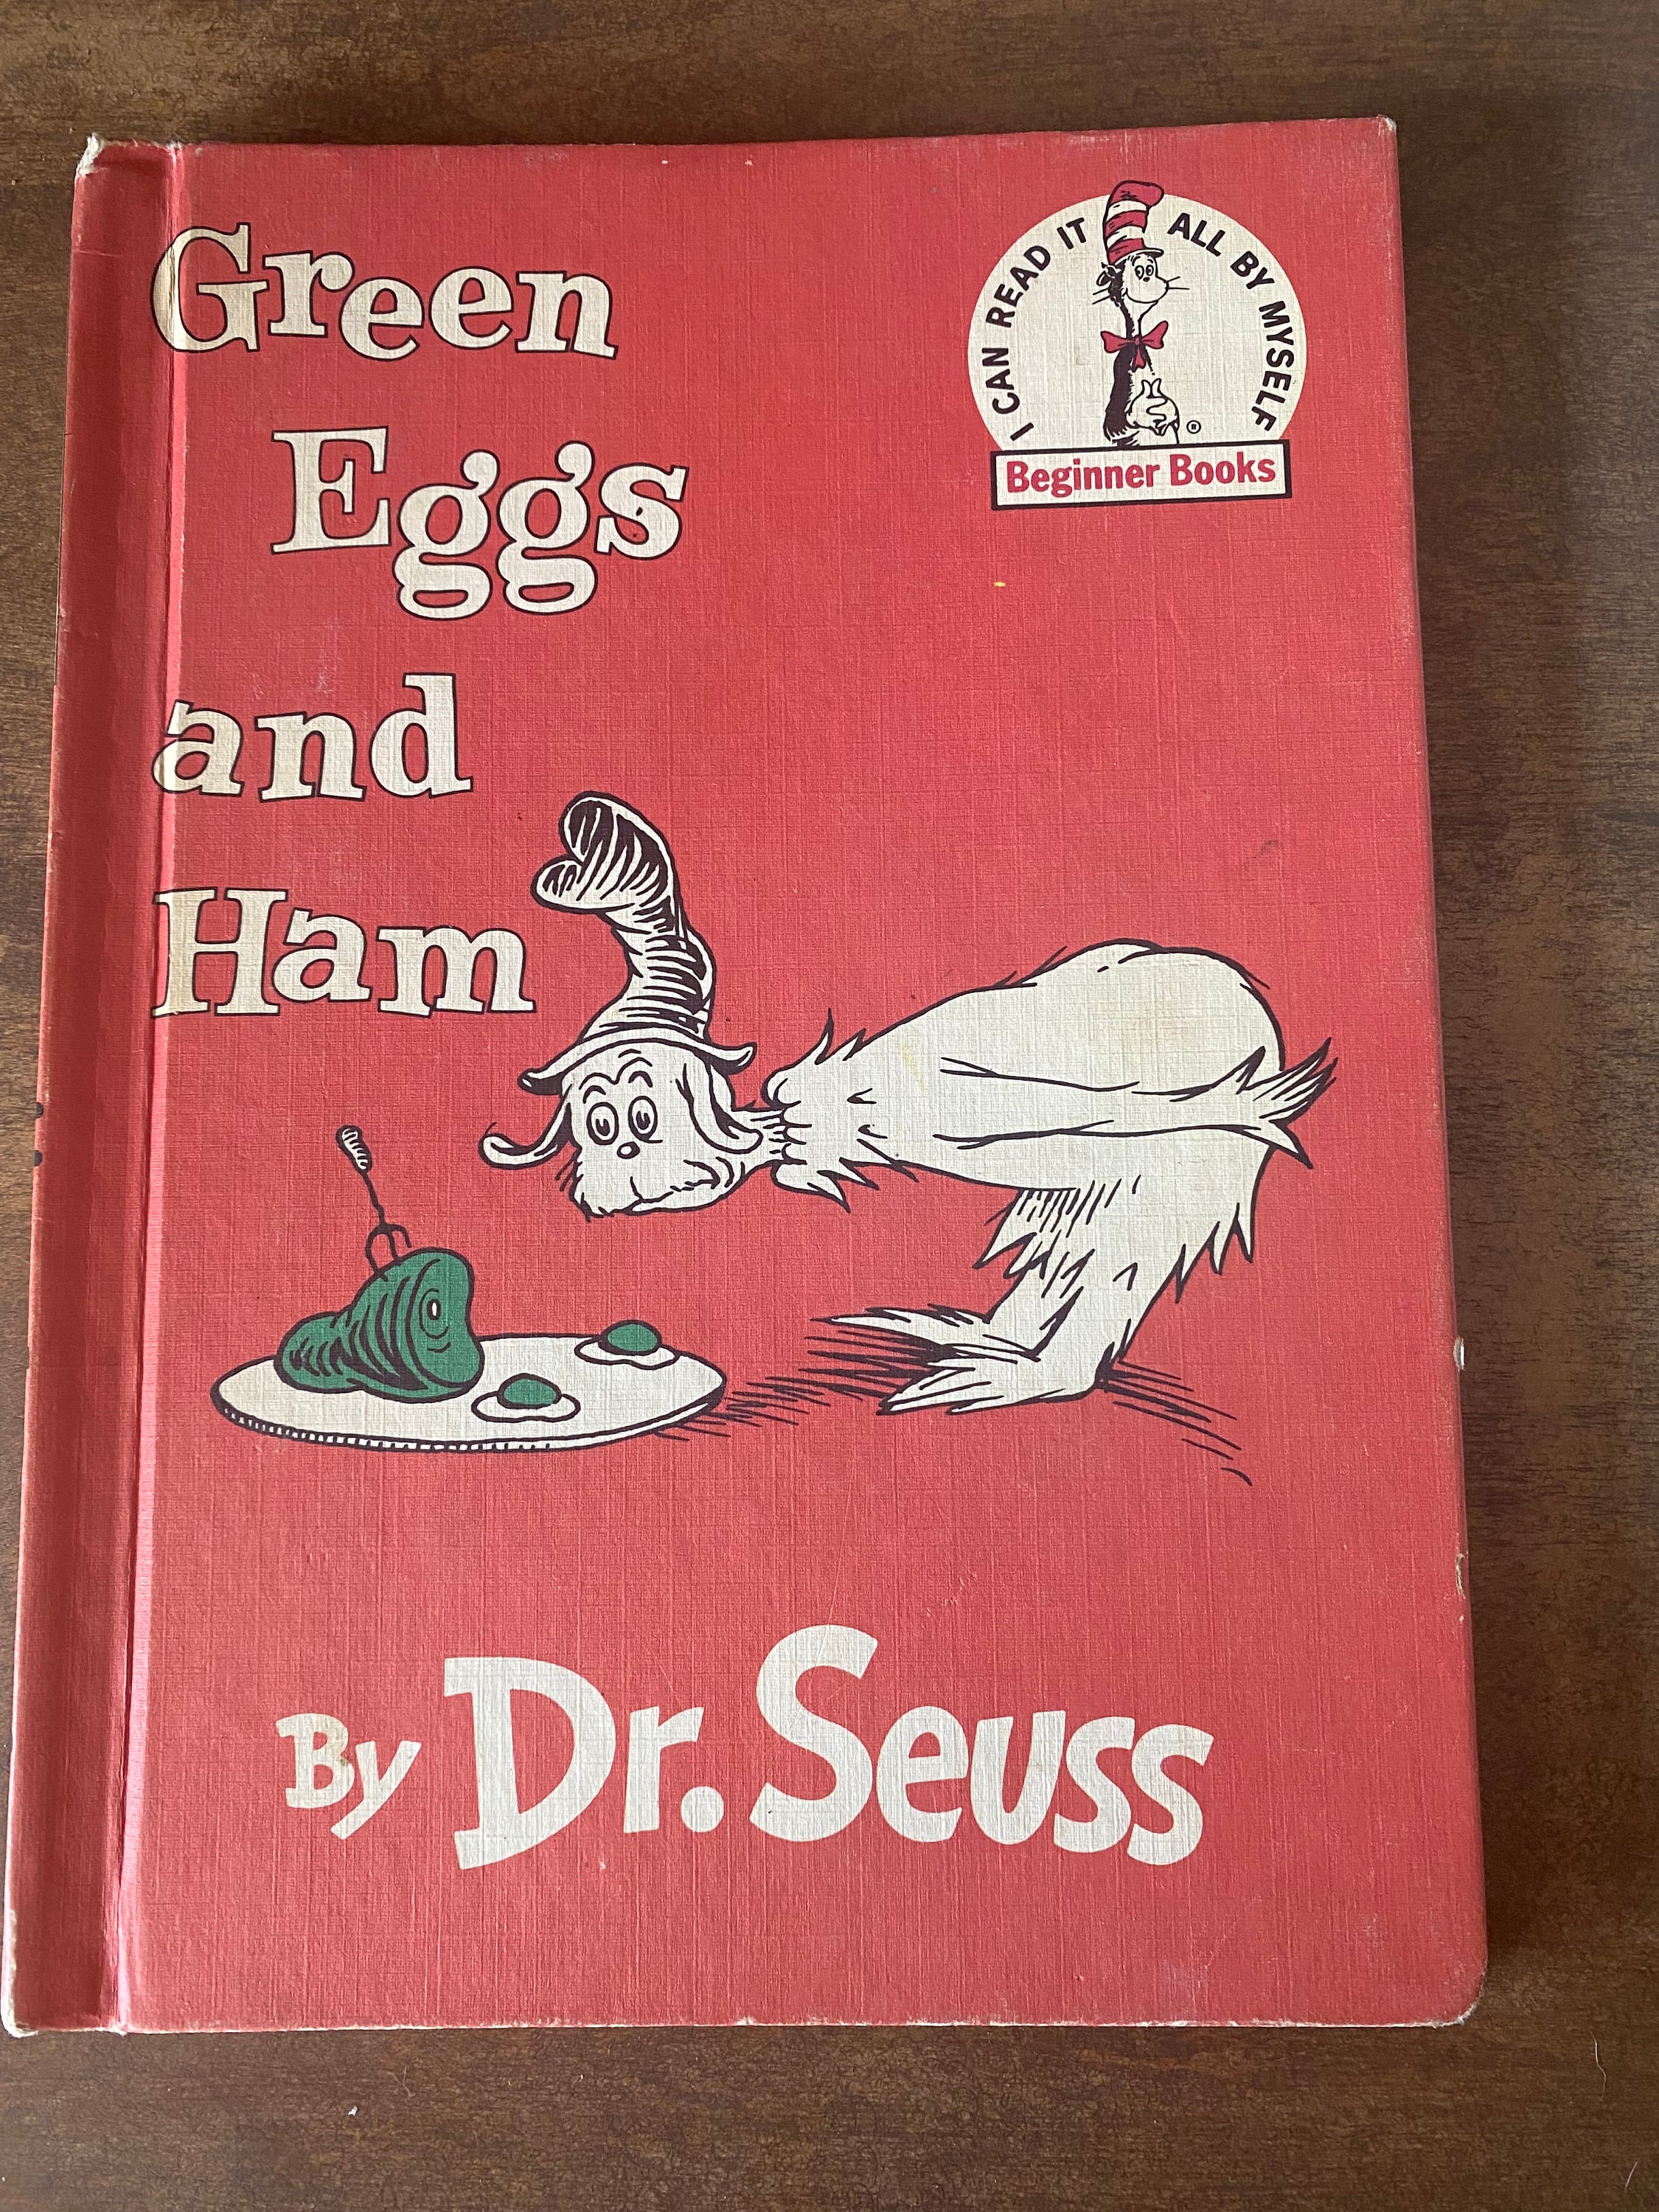 Green
Eggs
and
Ham
I CAN READ IT ALL BY MYSELF
®
Beginner Books
By Dr. Seuss